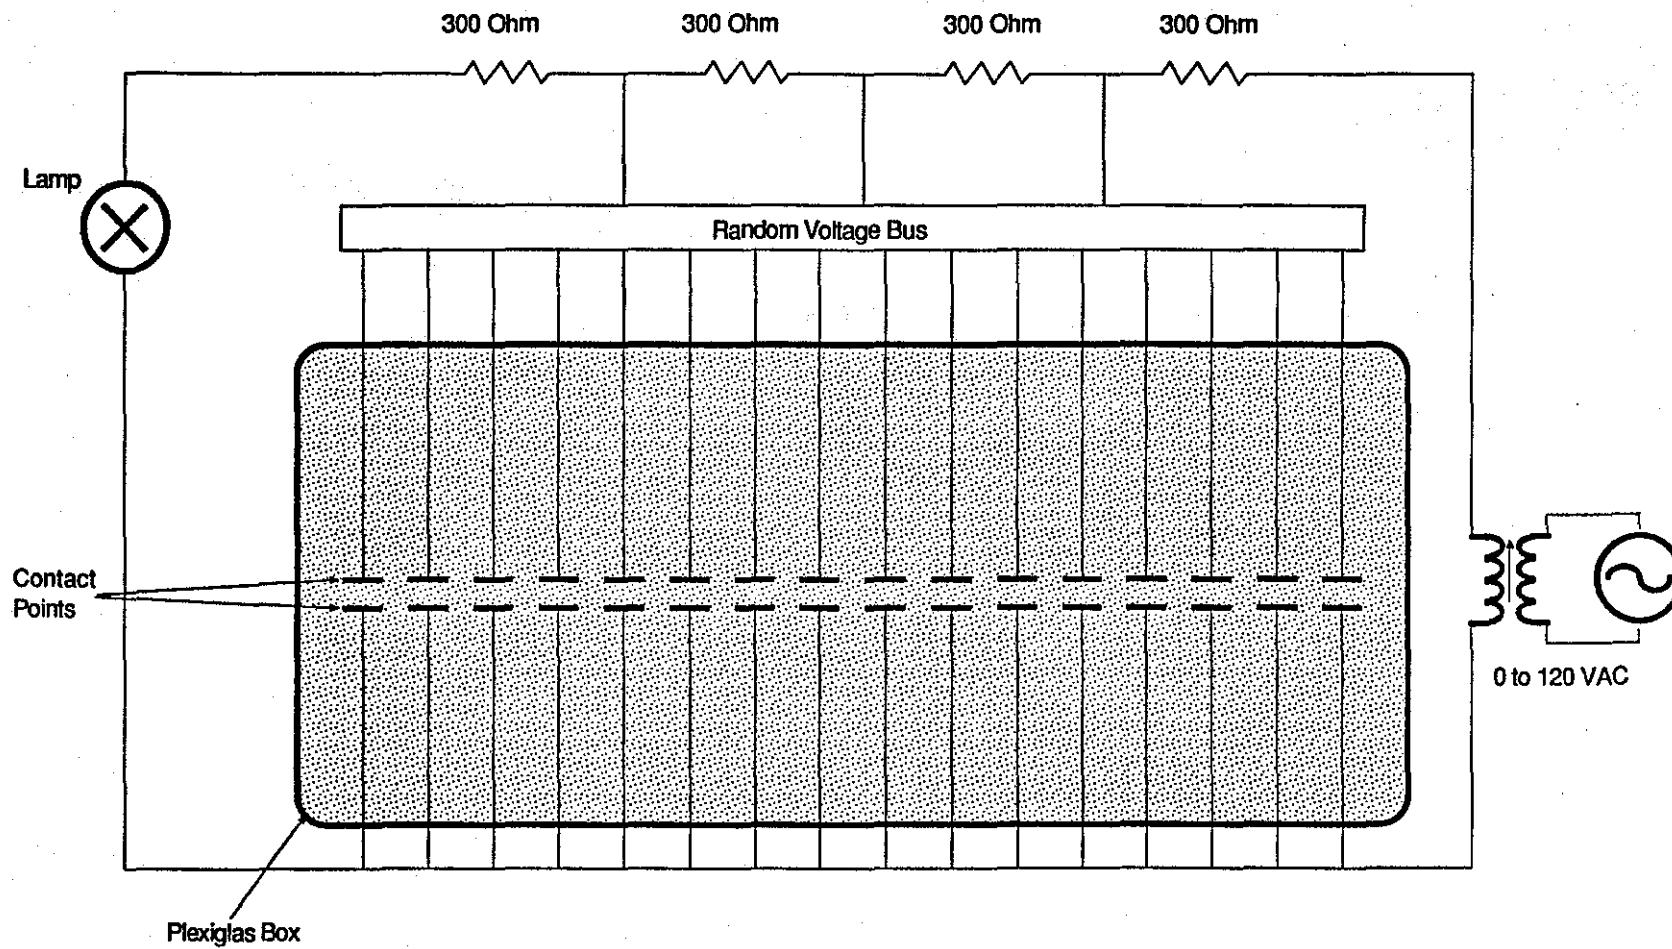 300 Ohm
300 Ohm
300 Ohm
300 Ohm
Lamp
Random Voltage Bus
Contact
Points
0 to 120 VAC
Plexiglas Box